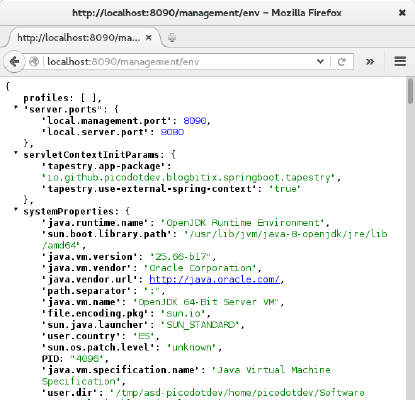 http://localhost:8090/management/env – Mozilla Firefox
http://localhost:8090/ma...
localhost:8090/management/env
{
profiles: [ ],
'server.ports': {
'local.management.port': 8090,
'local.server.port': 8080
},
servletContextInitParams: {
'tapestry.app-package':
'io.github.picodotdev.blogbitix.springboot.tapestry',
'tapestry.use-external-spring-context': "true"
},
systemProperties: {
'java.runtime.name': "OpenJDK Runtime Environment",
'sun.boot.library.path': "/usr/lib/jvm/java-8-openjdk/jre/lib
/amd64"
'java.vm.version': "25.66-b17",
'java.vm.vendor': "Oracle Corporation",
'java.vendor.url': http://java.oracle.com/,
'path.separator': ":",
'java.vm.name': "OpenJDK 64-Bit Server VM",
'file.encoding.pkg': "sun.io",
'sun.java.launcher': "SUN_STANDARD",
'user.country': "ES",
'sun.os.patch.level': "unknown",
PID: "4096",
'java.vm.specification.name': "Java Virtual Machine
Specification",
'user.dir': "/tmp/asd-picodotdev/home/picodotdev/Software